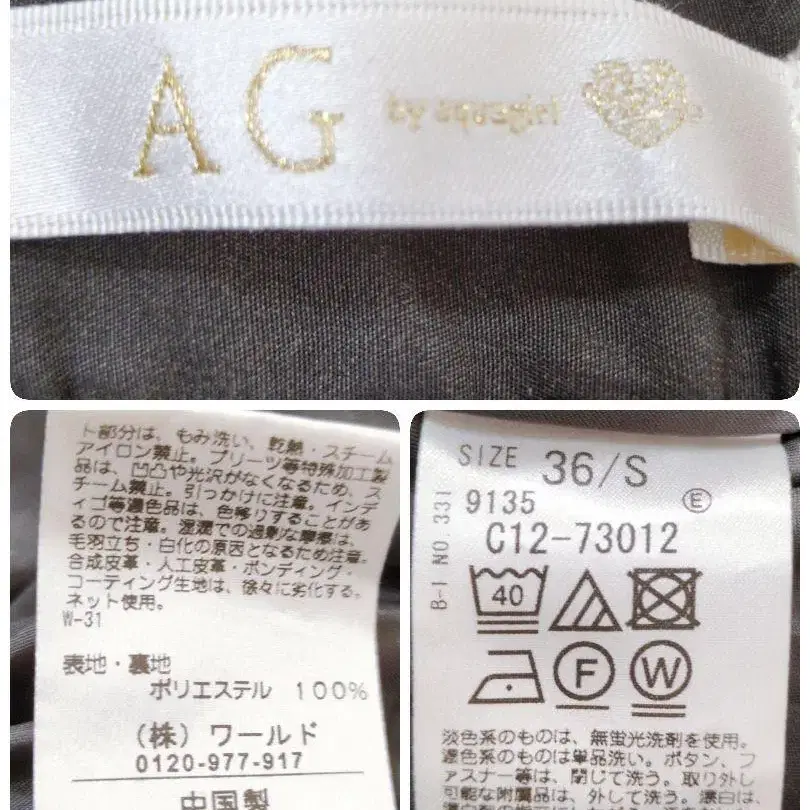 AG by aquagirl
ト部分は、もみ洗い、乾熱・スチーム
アイロン禁止。プリーツ等特殊加工製
品は、凹凸や光沢がなくなるため、ス
チーム禁止。引っかけに注意。インデ
ィゴ等濃色品は、色移りすることがあ
るので注意。湿潤での過剰な摩擦は、
毛羽立ち・白化の原因となるため注意。
合成皮革・人工皮革・ボンディング・
コーティング生地は、徐々に劣化する。
ネット使用。
W-31
表地・裏地
ポリエステル 100%
(株) ワールド
0120-977-917
中国製
SIZE 36/S
B-I NO.331
9135 E
C12-73012
40
F W
淡色系のものは、無蛍光洗剤を使用。
濃色系のものは単品洗い。ボタン、フ
ァスナー等は、閉じて洗う。取り外し
可能な附属品は、外して洗う。漂白は、